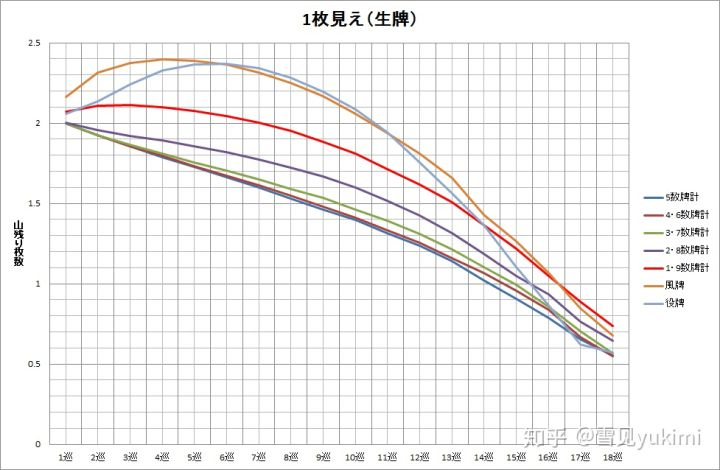 1枚見え(生牌)
2.5
2
1.5
1
0.5
0
山残り枚数
1巡
2巡
3巡
4巡
5巡
6巡
7巡
8巡
9巡
10巡
11巡
12巡
13巡
14巡
15巡
16巡
17巡
18巡
5数牌計
4・6数牌計
3・7数牌計
2・8数牌計
1・9数牌計
風牌
役牌
知乎 @雪见yukimi